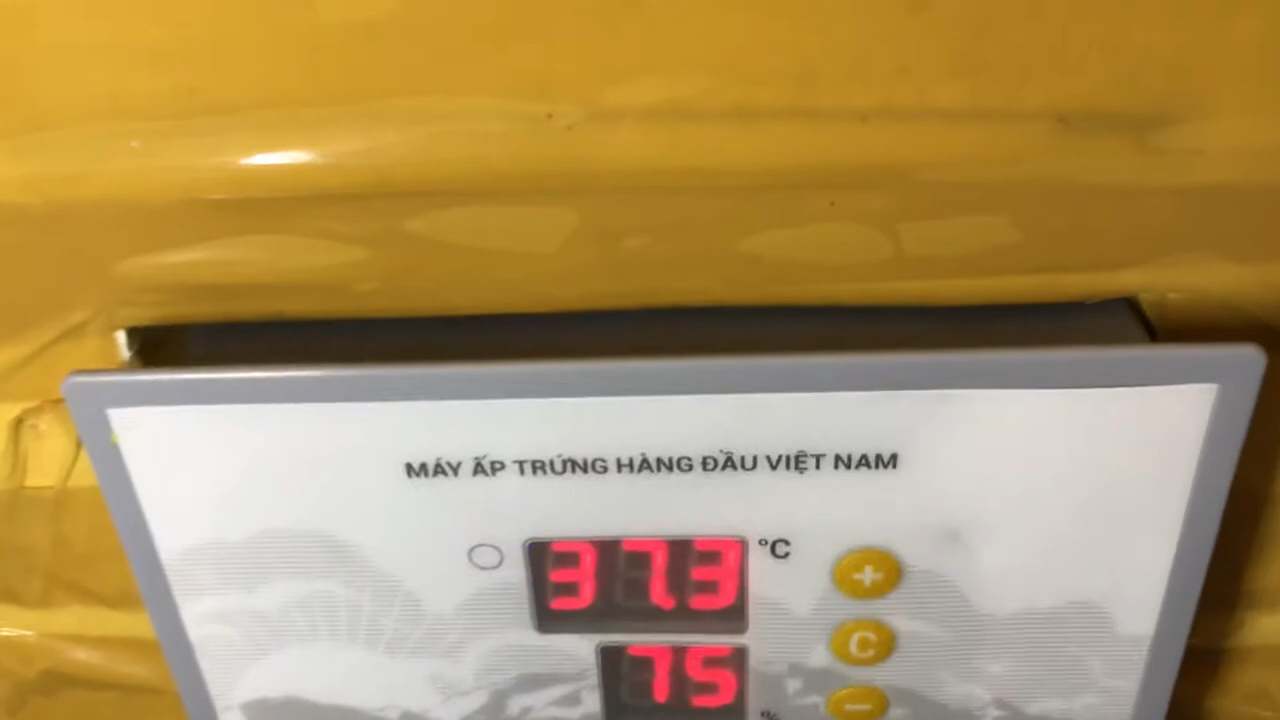 MÁY ẤP TRỨNG HÀNG ĐẦU VIỆT NAM
37.3 °C +
C
75 %
−